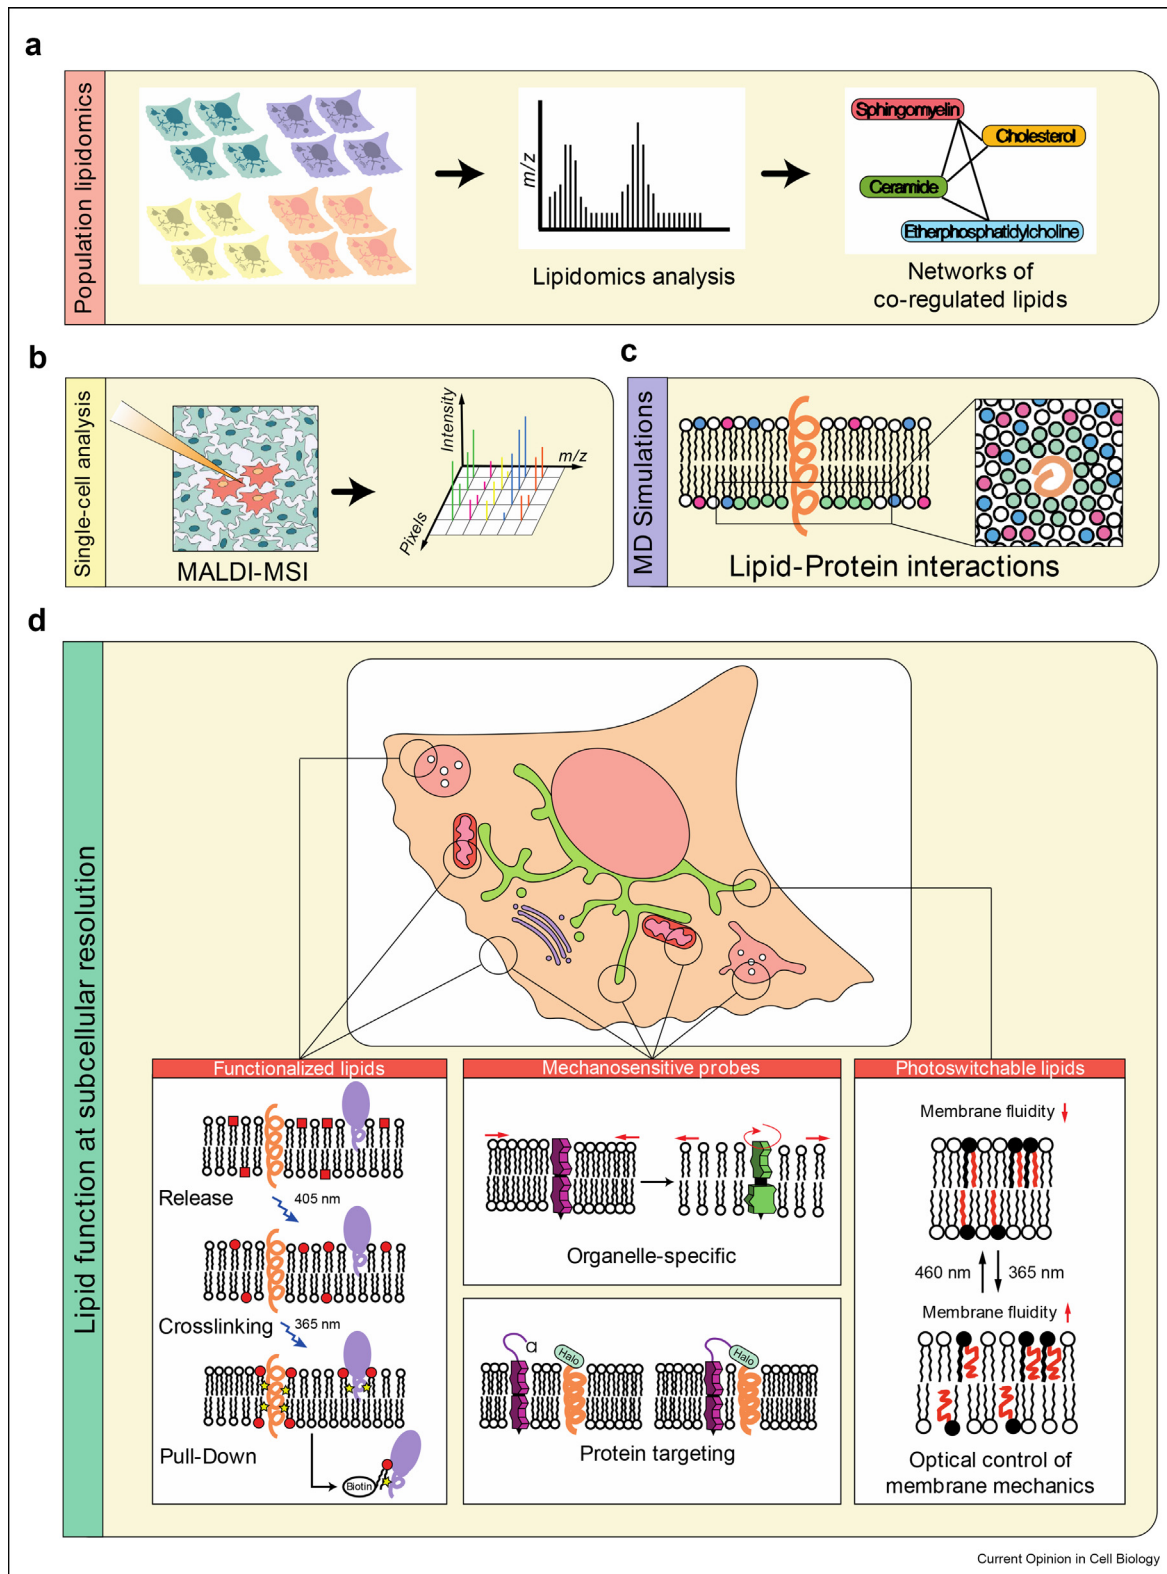 a
Population lipidomics
m/z
Lipidomics analysis
Sphingomyelin
Cholesterol
Ceramide
Etherphosphatidylcholine
Networks of
co-regulated lipids
b
Single-cell analysis
MALDI-MSI
Intensity
m/z
Pixels
c
MD Simulations
Lipid-Protein interactions
d
Lipid function at subcellular resolution
Functionalized lipids
Release
405 nm
Crosslinking
365 nm
Pull-Down
Biotin
Mechanosensitive probes
Organelle-specific
α
Halo
Halo
Protein targeting
Photoswitchable lipids
Membrane fluidity
460 nm
365 nm
Membrane fluidity
Optical control of
membrane mechanics
Current Opinion in Cell Biology